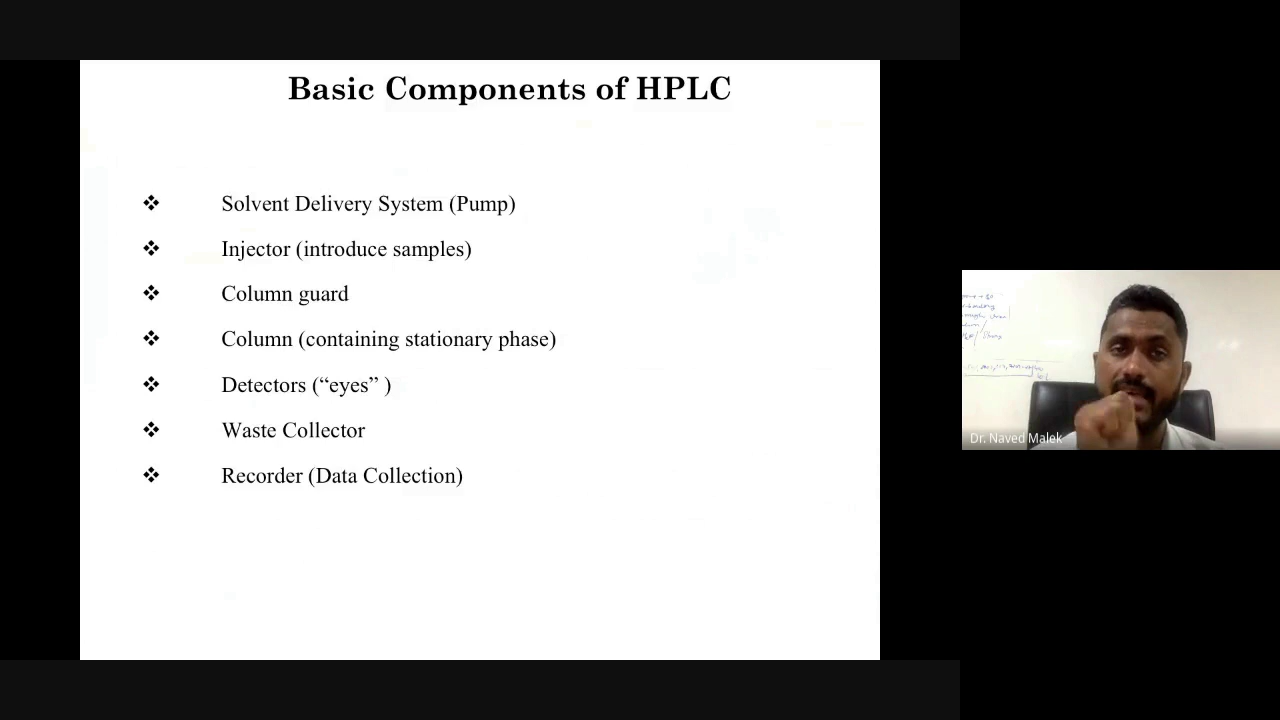 Basic Components of HPLC
❖ Solvent Delivery System (Pump)
❖ Injector (introduce samples)
❖ Column guard
❖ Column (containing stationary phase)
❖ Detectors (“eyes” )
❖ Waste Collector
❖ Recorder (Data Collection)
Dr. Naved Malek